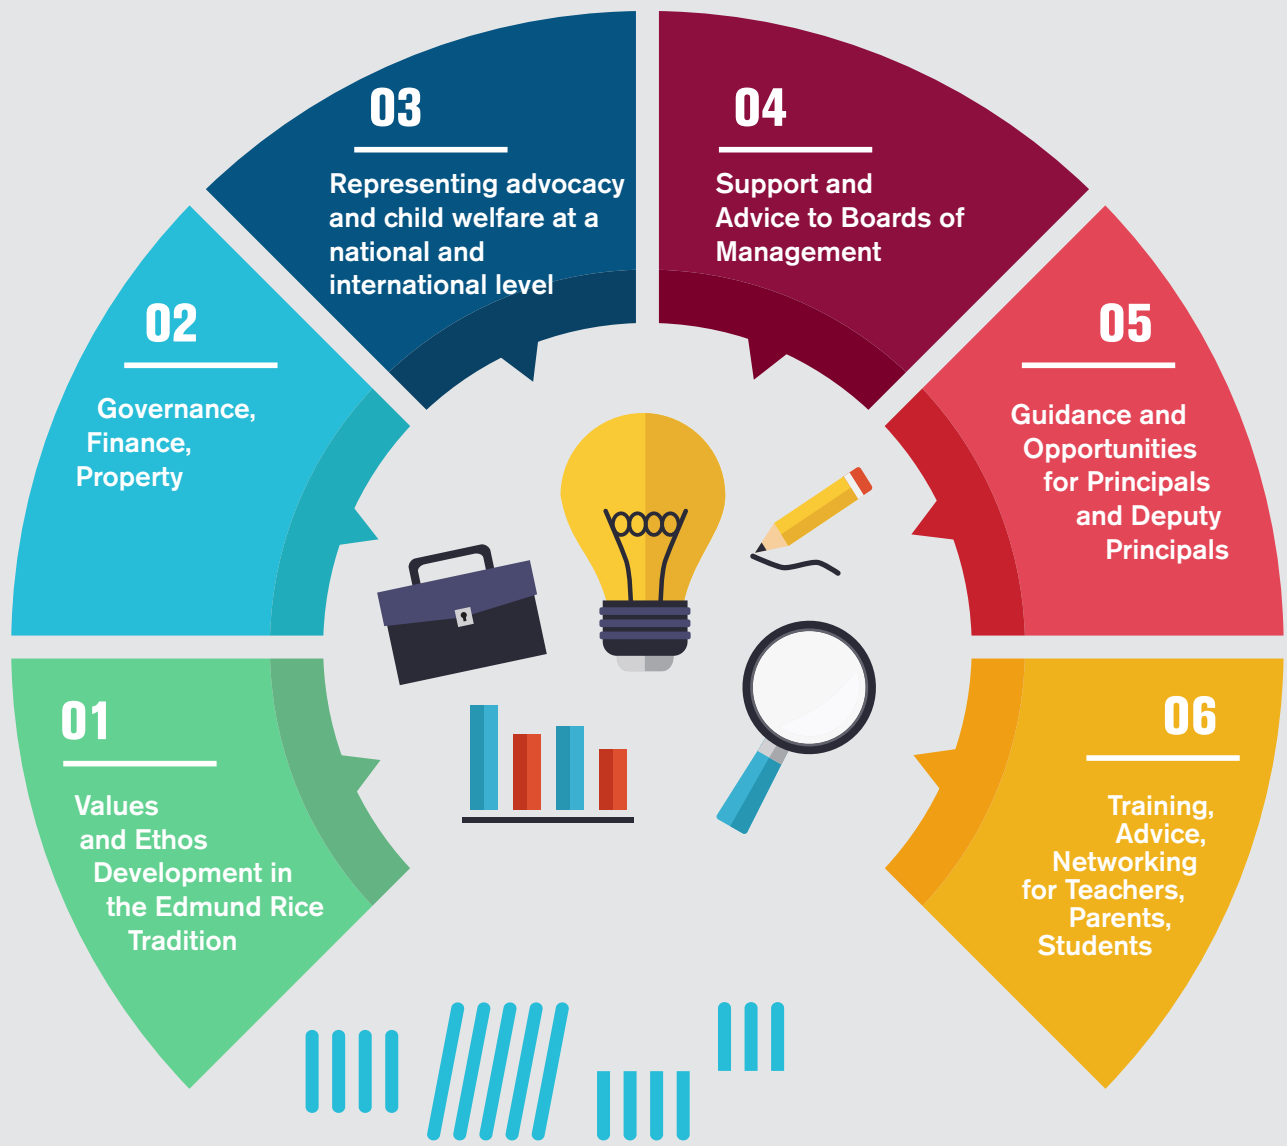 01
Values
and Ethos
Development in
the Edmund Rice
Tradition
02
Governance,
Finance,
Property
03
Representing advocacy
and child welfare at a
national and
international level
04
Support and
Advice to Boards of
Management
05
Guidance and
Opportunities
for Principals
and Deputy
Principals
06
Training,
Advice,
Networking
for Teachers,
Parents,
Students